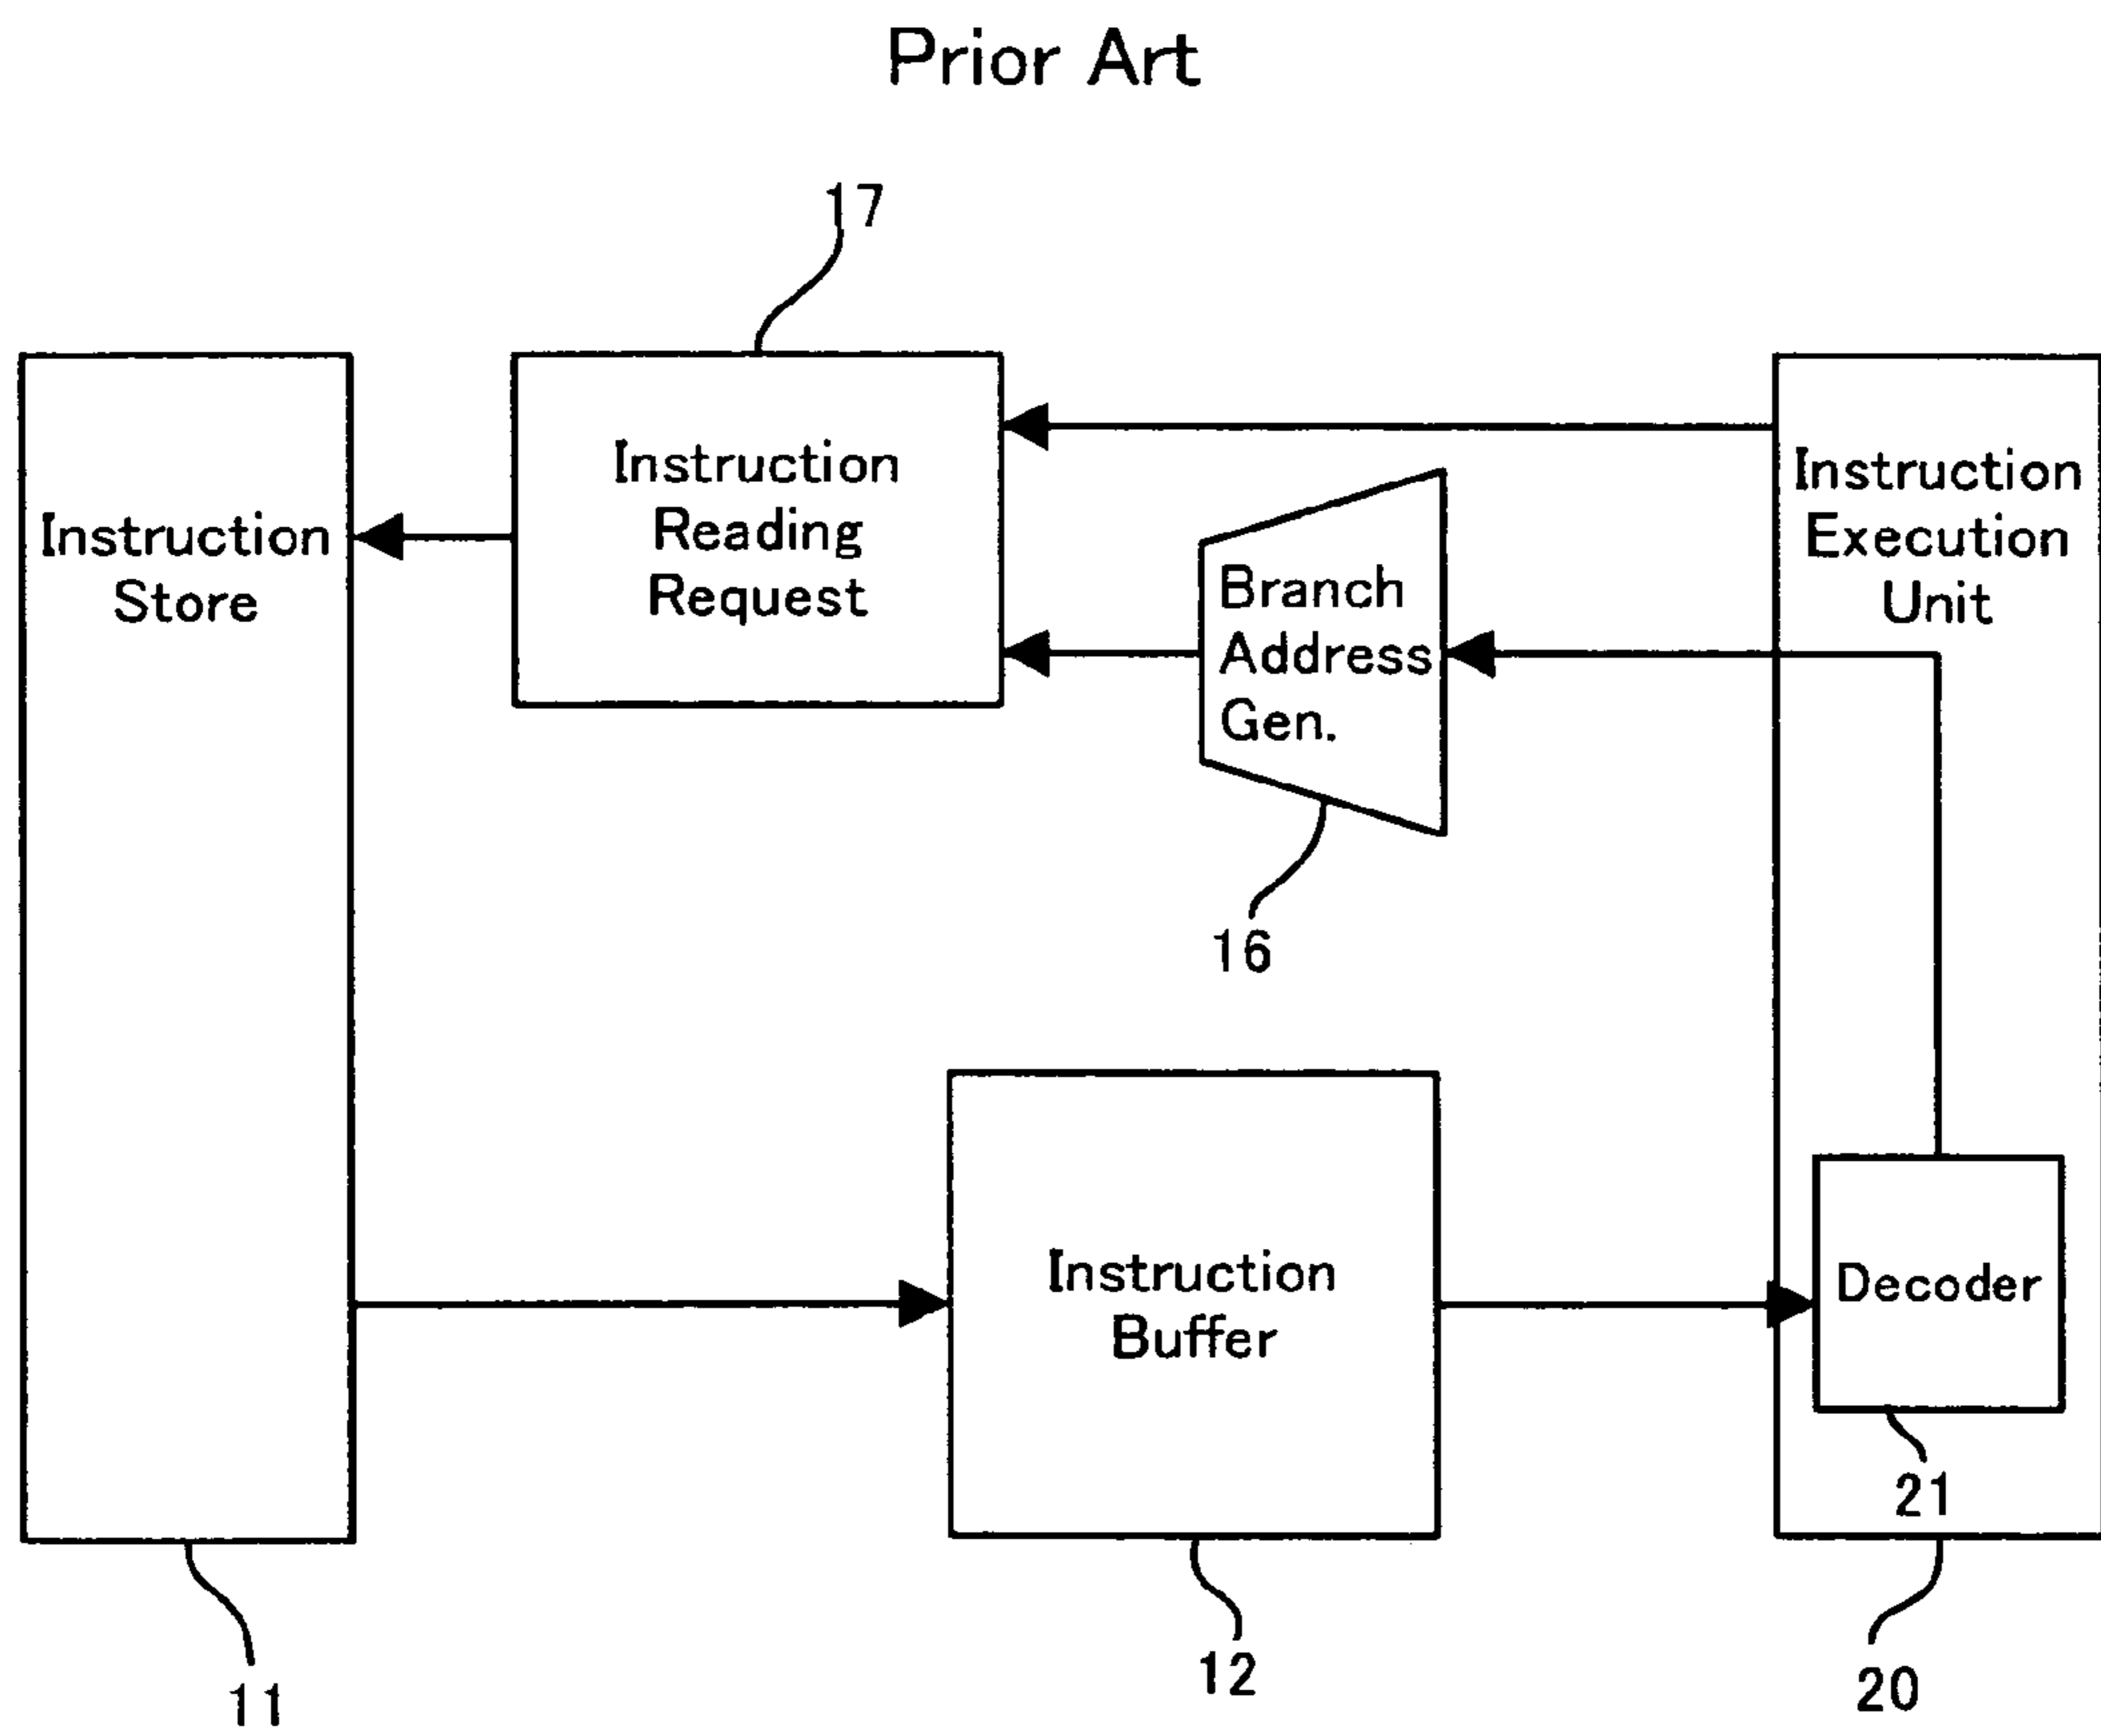 Prior Art
17
Instruction
Store
Instruction
Reading
Request
Branch
Address
Gen.
Instruction
Execution
Unit
16
Instruction
Buffer
Decoder
21
11
12
20